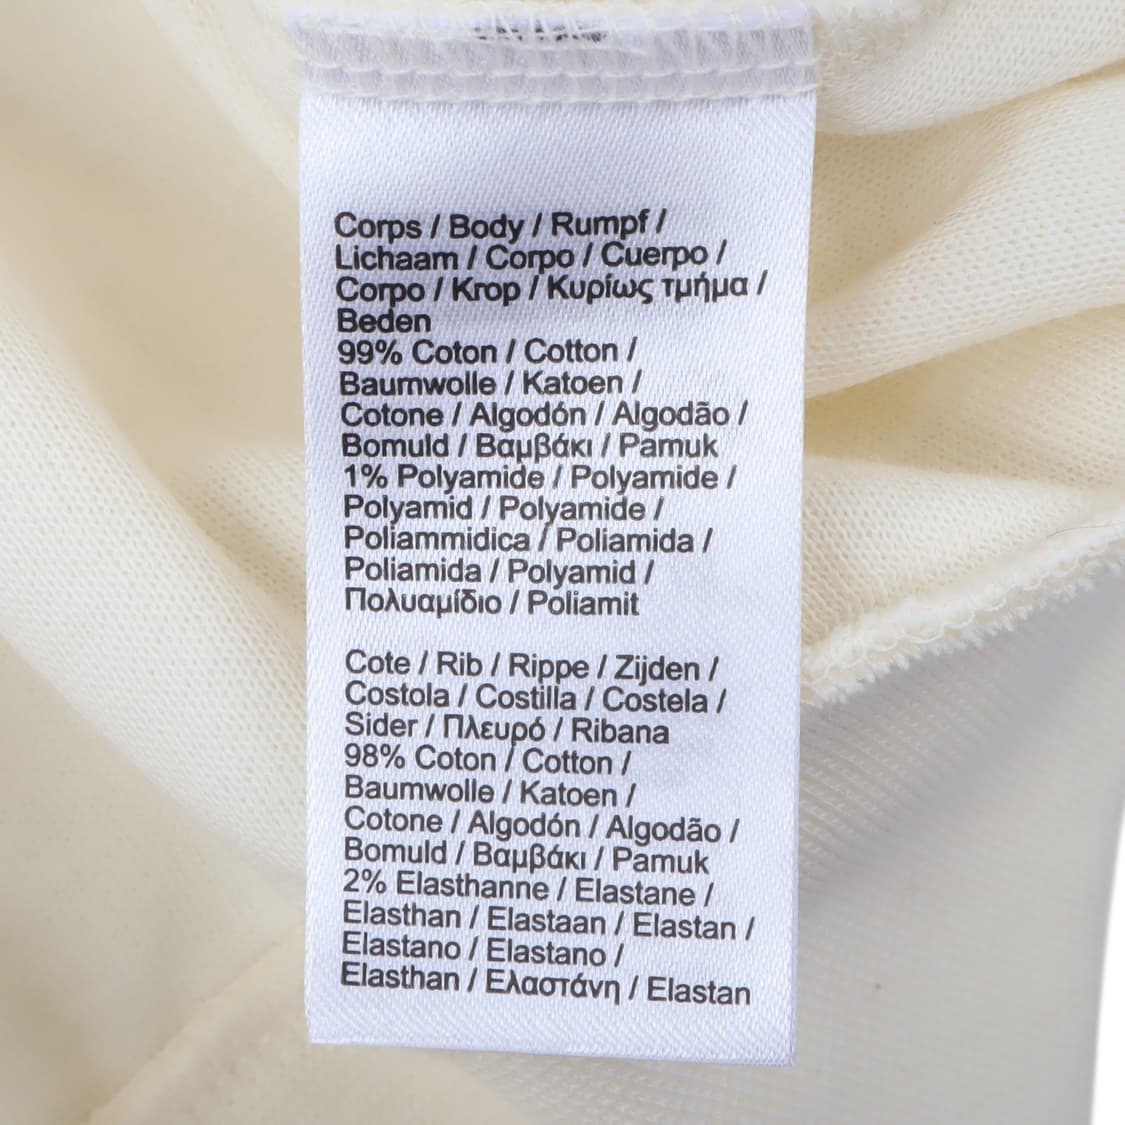 Corps / Body / Rumpf /
Lichaam / Corpo / Cuerpo /
Corpo / Krop / Κυρίως τμήμα /
Beden
99% Coton / Cotton /
Baumwolle / Katoen /
Cotone / Algodón / Algodão /
Bomuld / Βαμβάκι / Pamuk
1% Polyamide / Polyamide /
Polyamid / Polyamide /
Poliammidica / Poliamida /
Poliamida / Polyamid /
Πολυαμίδιο / Poliamit
Cote / Rib / Rippe / Zijden /
Costola / Costilla / Costela /
Sider / Πλευρό / Ribana
98% Coton / Cotton /
Baumwolle / Katoen /
Cotone / Algodón / Algodão /
Bomuld / Βαμβάκι / Pamuk
2% Elasthanne / Elastane /
Elasthan / Elastaan / Elastan /
Elastano / Elastano /
Elasthan / Ελαστάνη / Elastan